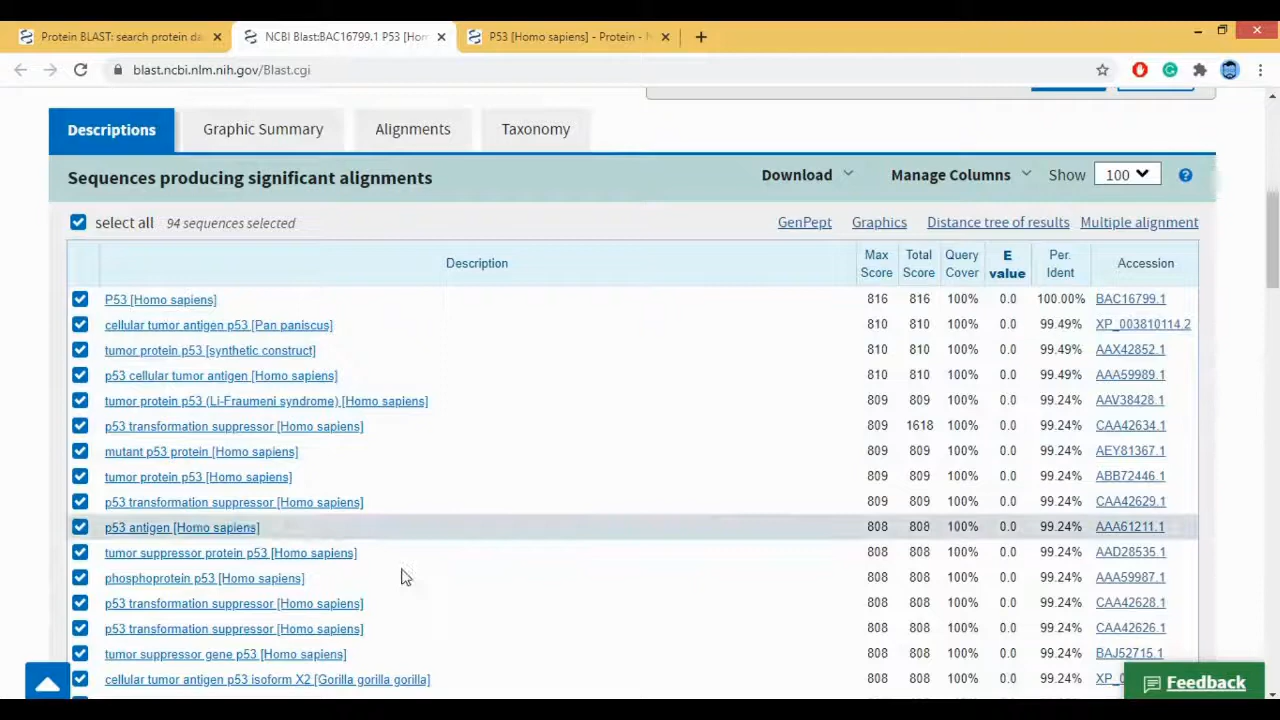 Protein BLAST: search protein da
NCBI Blast:BAC16799.1 P53 [Hom
P53 [Homo sapiens] - Protein - N
blast.ncbi.nlm.nih.gov/Blast.cgi
Descriptions Graphic Summary Alignments Taxonomy
Sequences producing significant alignments Download Manage Columns Show 100 ?
select all 94 sequences selected GenPept Graphics Distance tree of results Multiple alignment
Description Max Score Total Score Query Cover E value Per. Ident Accession
P53 [Homo sapiens] 816 816 100% 0.0 100.00% BAC16799.1
cellular tumor antigen p53 [Pan paniscus] 810 810 100% 0.0 99.49% XP_003810114.2
tumor protein p53 [synthetic construct] 810 810 100% 0.0 99.49% AAX42852.1
p53 cellular tumor antigen [Homo sapiens] 810 810 100% 0.0 99.49% AAA59989.1
tumor protein p53 (Li-Fraumeni syndrome) [Homo sapiens] 809 809 100% 0.0 99.24% AAV38428.1
p53 transformation suppressor [Homo sapiens] 809 1618 100% 0.0 99.24% CAA42634.1
mutant p53 protein [Homo sapiens] 809 809 100% 0.0 99.24% AEY81367.1
tumor protein p53 [Homo sapiens] 809 809 100% 0.0 99.24% ABB72446.1
p53 transformation suppressor [Homo sapiens] 809 809 100% 0.0 99.24% CAA42629.1
p53 antigen [Homo sapiens] 808 808 100% 0.0 99.24% AAA61211.1
tumor suppressor protein p53 [Homo sapiens] 808 808 100% 0.0 99.24% AAD28535.1
phosphoprotein p53 [Homo sapiens] 808 808 100% 0.0 99.24% AAA59987.1
p53 transformation suppressor [Homo sapiens] 808 808 100% 0.0 99.24% CAA42628.1
p53 transformation suppressor [Homo sapiens] 808 808 100% 0.0 99.24% CAA42626.1
tumor suppressor gene p53 [Homo sapiens] 808 808 100% 0.0 99.24% BAJ52715.1
cellular tumor antigen p53 isoform X2 [Gorilla gorilla gorilla] 808 808 100% 0.0 99.24%
Feedback